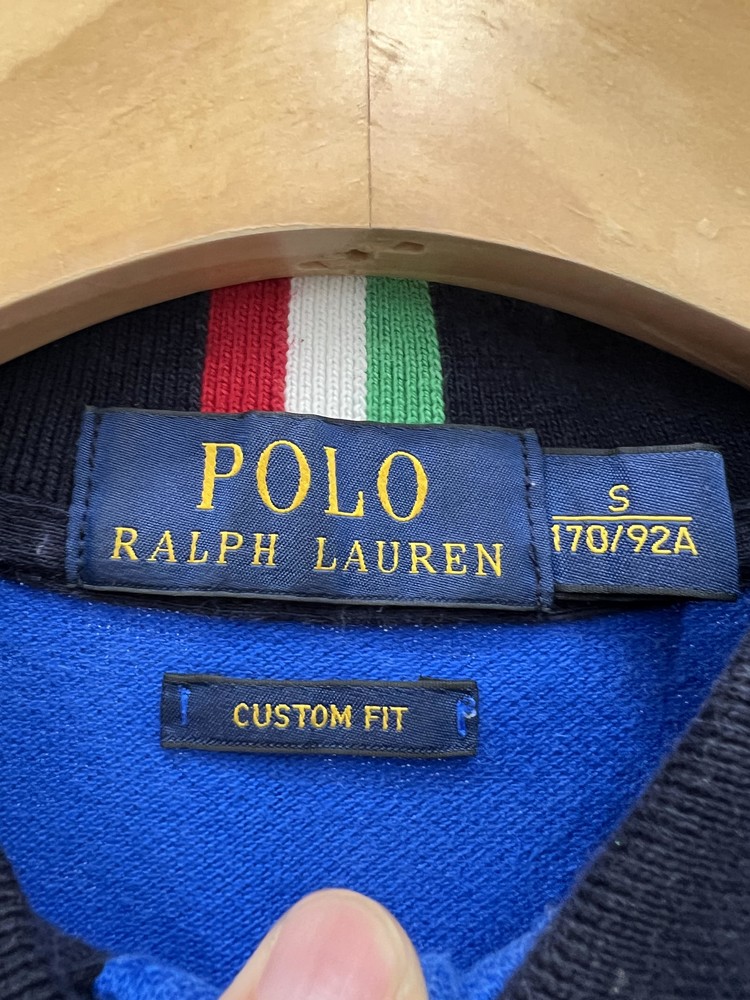 POLO
RALPH LAUREN
S
170/92A
CUSTOM FIT